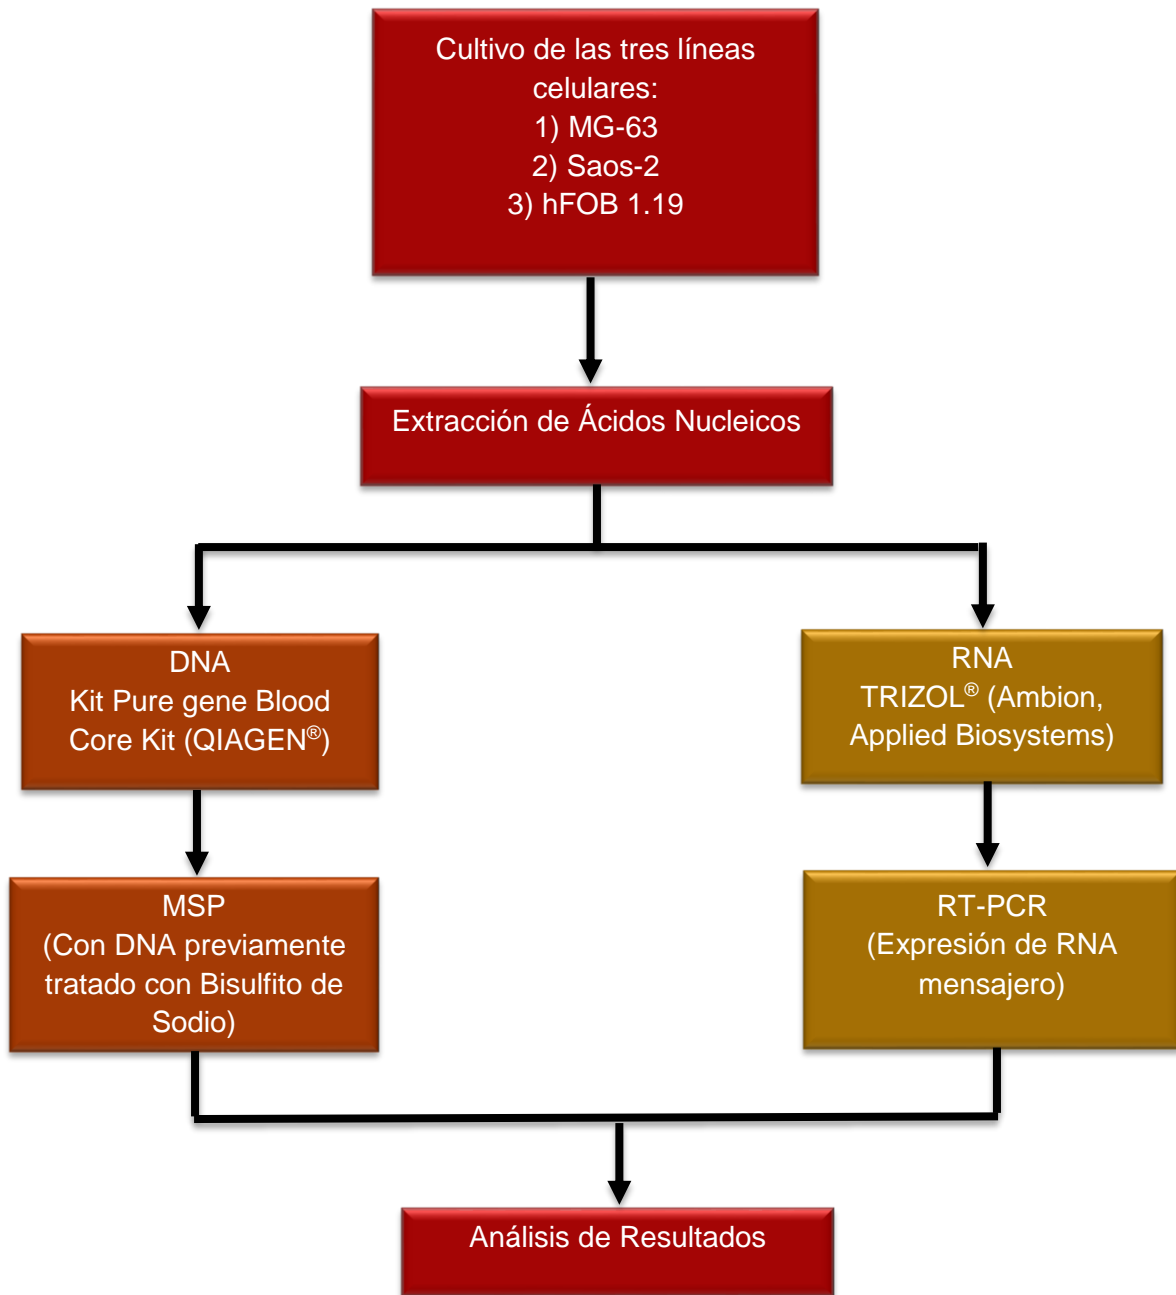 Cultivo de las tres líneas
celulares:
1) MG-63
2) Saos-2
3) hFOB 1.19
Extracción de Ácidos Nucleicos
DNA
Kit Pure gene Blood
Core Kit (QIAGEN®)
RNA
TRIZOL® (Ambion,
Applied Biosystems)
MSP
(Con DNA previamente
tratado con Bisulfito de
Sodio)
RT-PCR
(Expresión de RNA
mensajero)
Análisis de Resultados